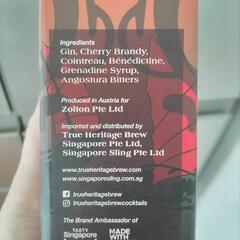 Ingredients
Gin, Cherry Brandy,
Cointreau, Bénédictine,
Grenadine Syrup,
Angostura Bitters
Produced in Austria for
Zolton Pte Ltd
Imported and distributed by
True Heritage Brew
Singapore Pte Ltd,
Singapore Sling Pte Ltd
www.trueheritagebrew.com
www.singaporesling.com.sg
trueheritagebrew
trueheritagebrewcocktails
The Brand Ambassador of
TASTY
Singapore
MADE
WITH